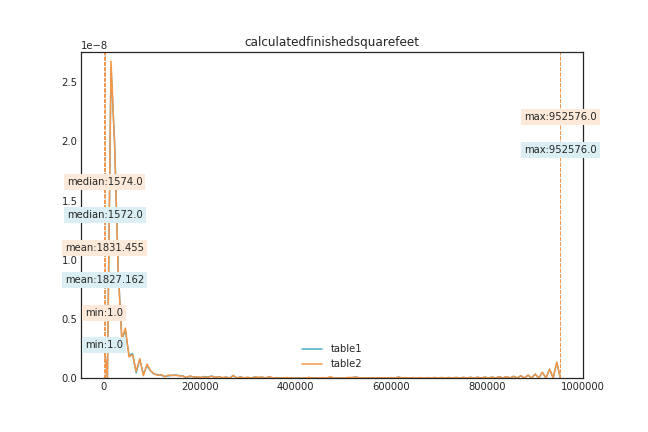 calculatedfinishedsquarefeet
1e−8
2.5
2.0
1.5
1.0
0.5
0.0
max:952576.0
max:952576.0
median:1574.0
median:1572.0
mean:1831.455
mean:1827.162
min:1.0
min:1.0
table1
table2
0
200000
400000
600000
800000
1000000